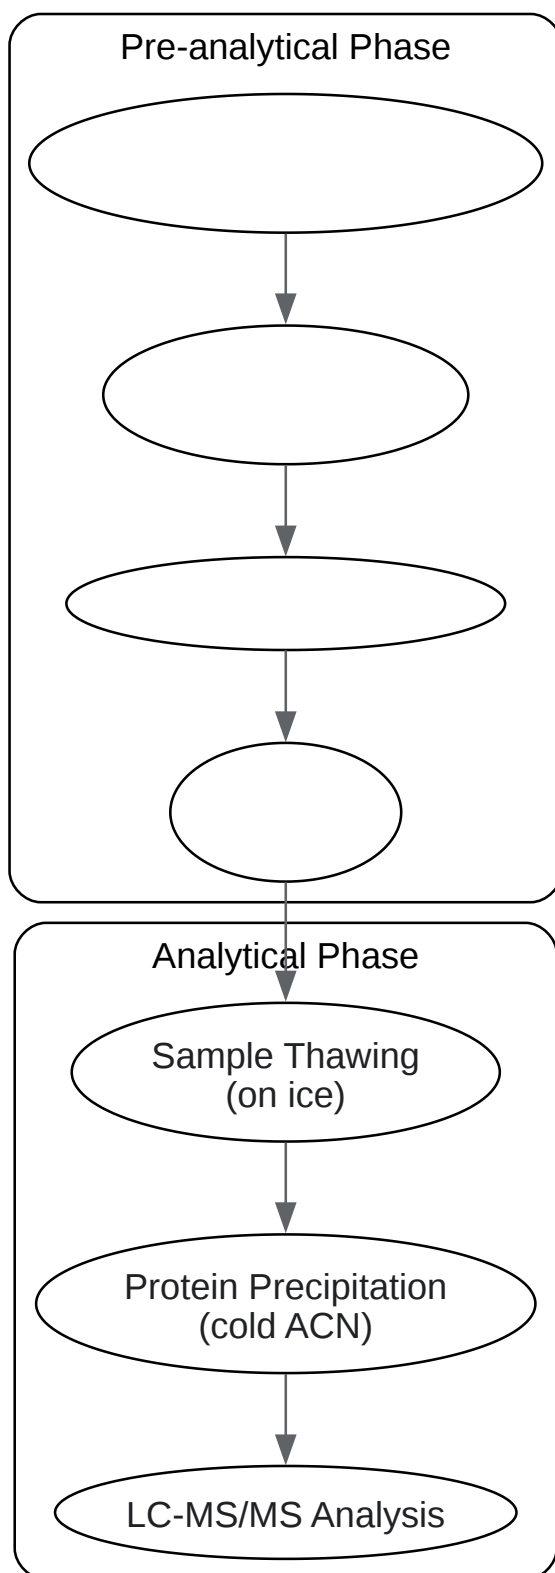 Pre-analytical Phase
Analytical Phase
Sample Thawing
(on ice)
Protein Precipitation
(cold ACN)
LC-MS/MS Analysis